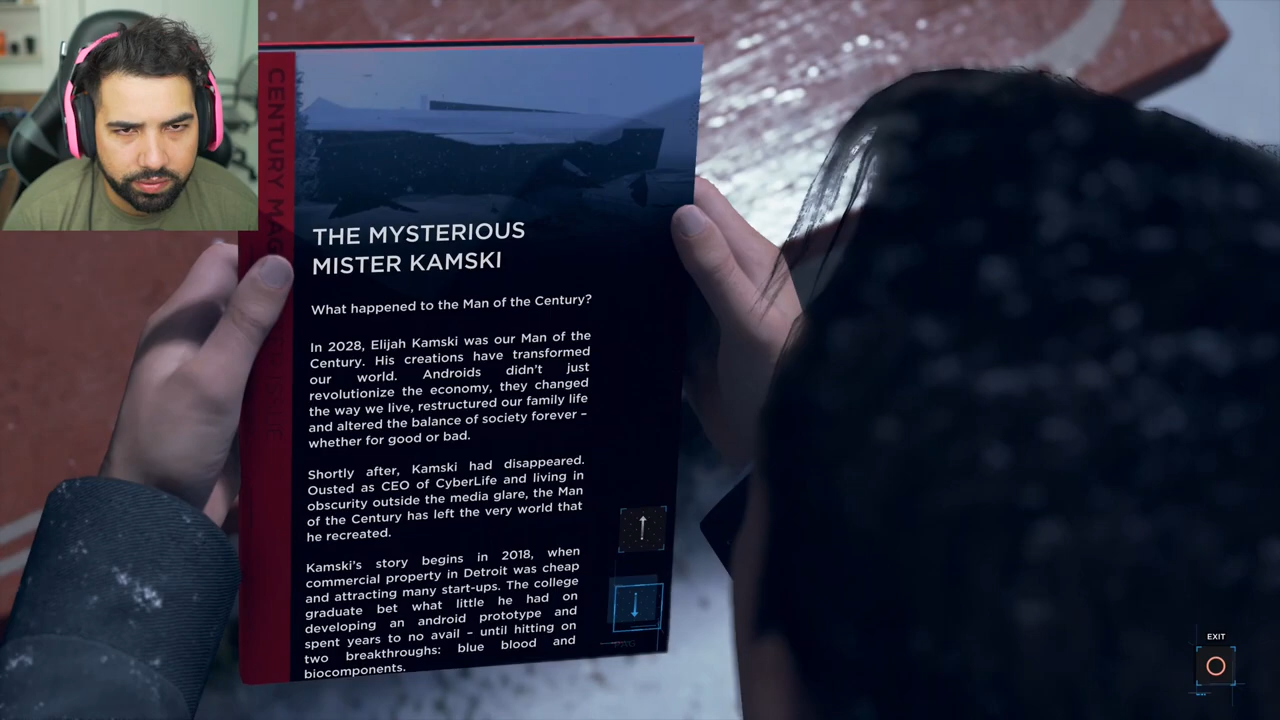 CENTURY MAG
THE MYSTERIOUS
MISTER KAMSKI
What happened to the Man of the Century?
In 2028, Elijah Kamski was our Man of the
Century. His creations have transformed
our world. Androids didn't just
revolutionize the economy, they changed
the way we live, restructured our family life
and altered the balance of society forever –
whether for good or bad.
Shortly after, Kamski had disappeared.
Ousted as CEO of CyberLife and living in
obscurity outside the media glare, the Man
of the Century has left the very world that
he recreated.
Kamski's story begins in 2018, when
commercial property in Detroit was cheap
and attracting many start-ups. The college
graduate bet what little he had on
developing an android prototype and
spent years to no avail – until hitting on
two breakthroughs: blue blood and
biocomponents.
EXIT